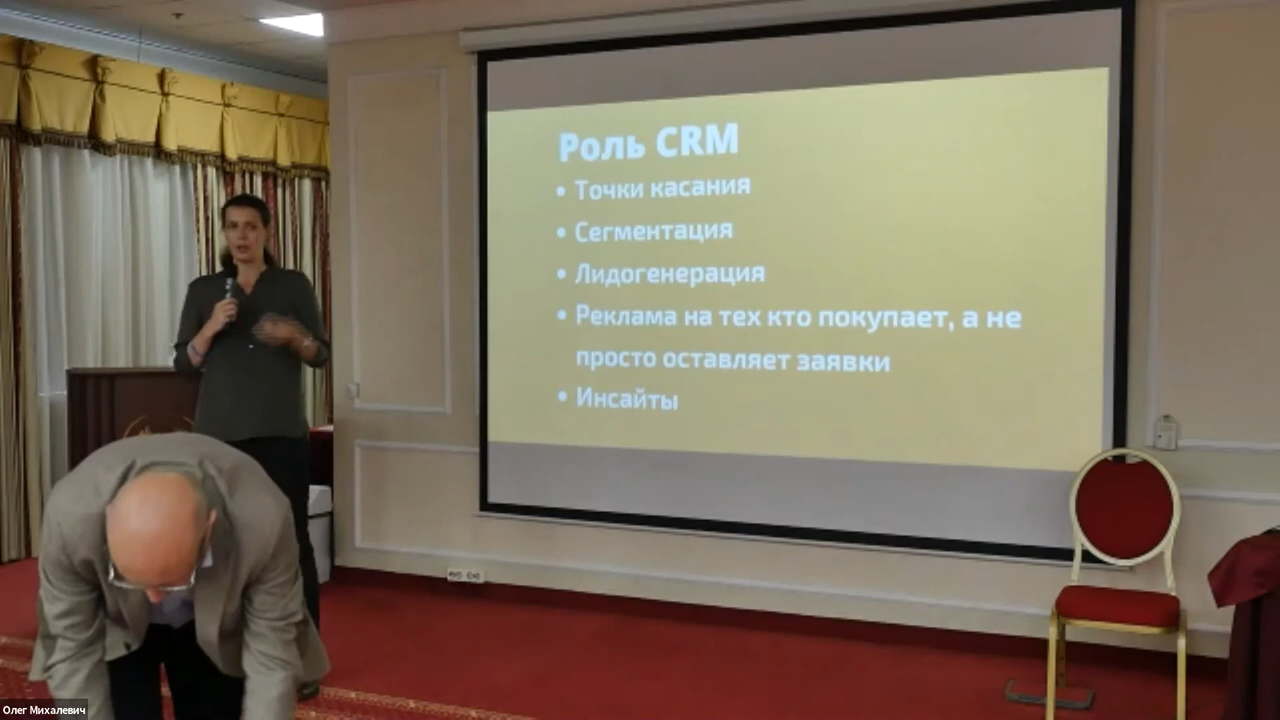 Роль CRM
• Точки касания
• Сегментация
• Лидогенерация
• Реклама на тех кто покупает, а не
просто оставляет заявки
• Инсайты
Олег Михалевич